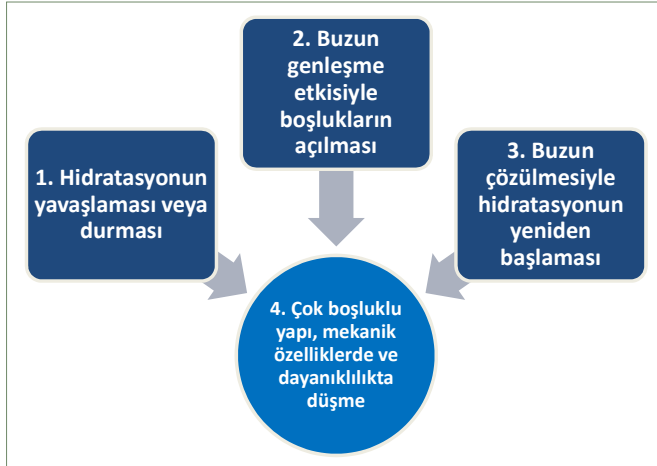 1. Hidratasyonun
yavaşlaması veya
durması
2. Buzun
genleşme
etkisiyle
boşlukların
açılması
3. Buzun
çözülmesiyle
hidratasyonun
yeniden
başlaması
4. Çok boşluklu
yapı, mekanik
özelliklerde ve
dayanıklılıkta
düşme